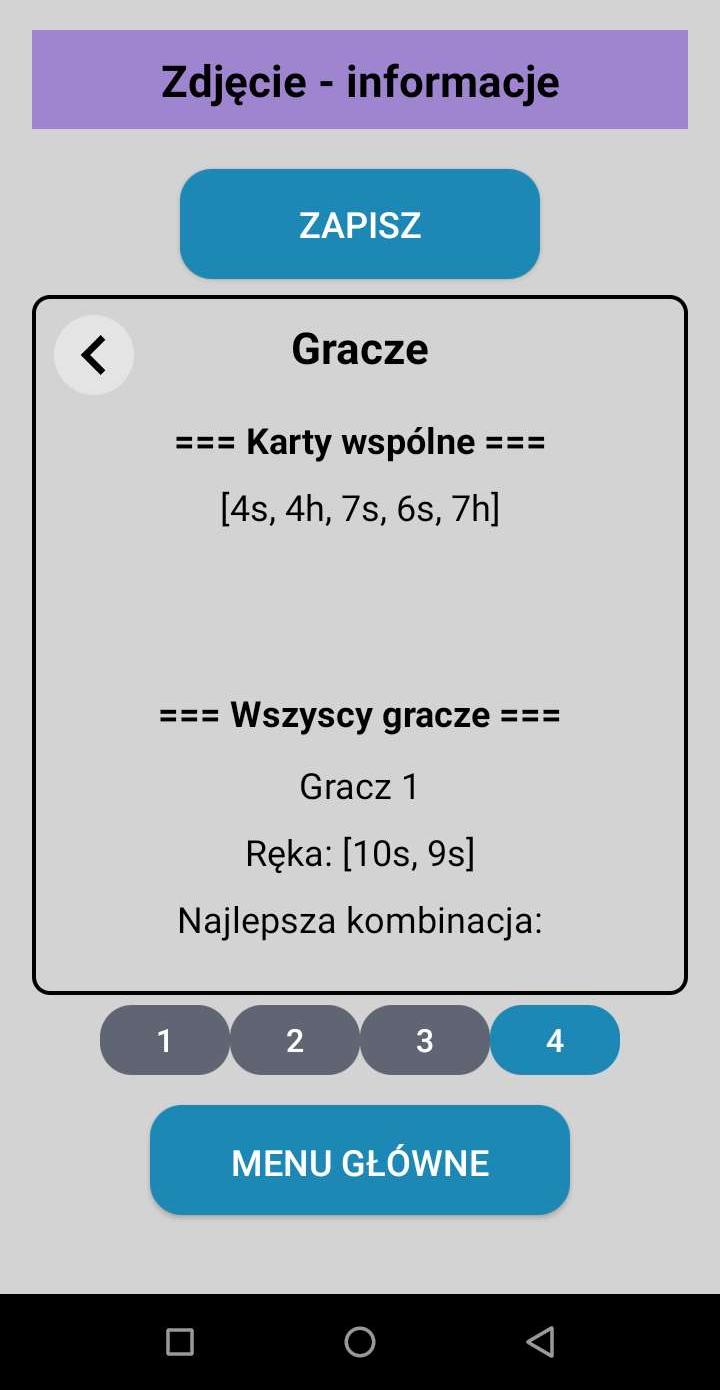 Zdjęcie - informacje
ZAPISZ
Gracze
=== Karty wspólne ===
[4s, 4h, 7s, 6s, 7h]
=== Wszyscy gracze ===
Gracz 1
Ręka: [10s, 9s]
Najlepsza kombinacja:
1 2 3 4
MENU GŁÓWNE